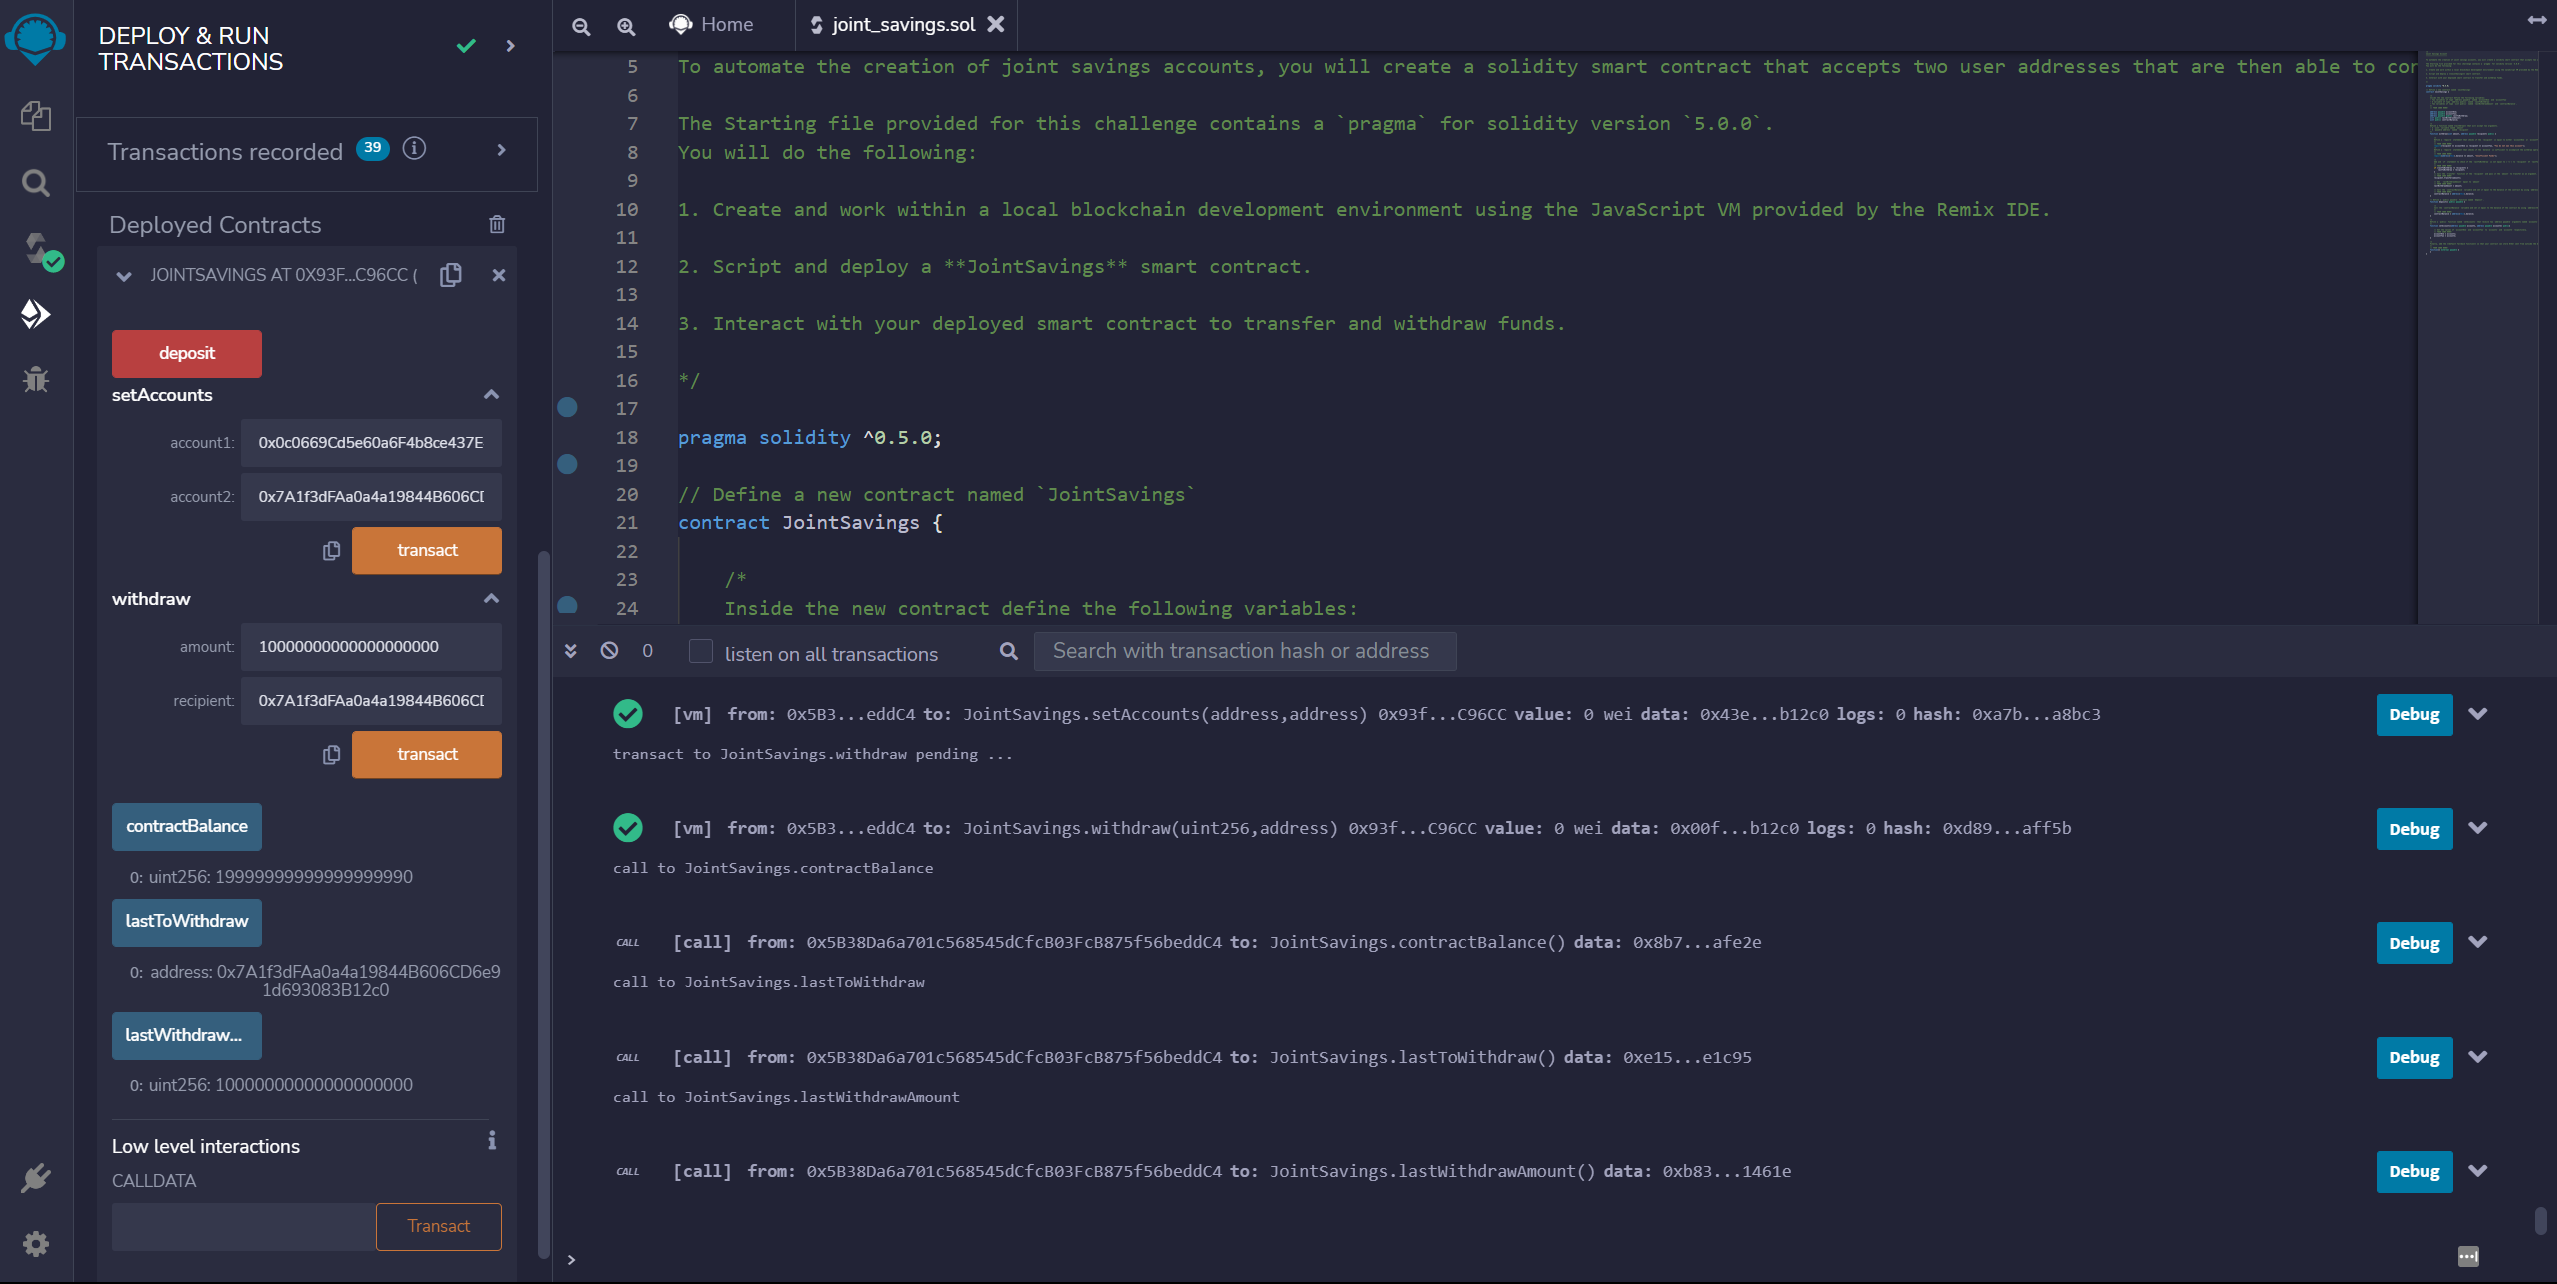 DEPLOY & RUN
TRANSACTIONS
Transactions recorded 39
Deployed Contracts
JOINTSAVINGS AT 0X93F...C96CC (
deposit
setAccounts
account1: 0x0c0669Cd5e60a6F4b8ce437E
account2: 0x7A1f3dFAa0a4a19844B606CD
transact
withdraw
amount: 10000000000000000000
recipient: 0x7A1f3dFAa0a4a19844B606CD
transact
contractBalance
0: uint256: 19999999999999999990
lastToWithdraw
0: address: 0x7A1f3dFAa0a4a19844B606CD6e9
1d693083B12c0
lastWithdraw...
0: uint256: 10000000000000000000
Low level interactions
CALLDATA
Transact
Home
joint_savings.sol
5 To automate the creation of joint savings accounts, you will create a solidity smart contract that accepts two user addresses that are then able to con
6
7 The Starting file provided for this challenge contains a `pragma` for solidity version `5.0.0`.
8 You will do the following:
9
10 1. Create and work within a local blockchain development environment using the JavaScript VM provided by the Remix IDE.
11
12 2. Script and deploy a **JointSavings** smart contract.
13
14 3. Interact with your deployed smart contract to transfer and withdraw funds.
15
16 */
17
18 pragma solidity ^0.5.0;
19
20 // Define a new contract named `JointSavings`
21 contract JointSavings {
22
23 /*
24 Inside the new contract define the following variables:
0 listen on all transactions Search with transaction hash or address
[vm] from: 0x5B3...eddC4 to: JointSavings.setAccounts(address,address) 0x93f...C96CC value: 0 wei data: 0x43e...b12c0 logs: 0 hash: 0xa7b...a8bc3 Debug
transact to JointSavings.withdraw pending ...
[vm] from: 0x5B3...eddC4 to: JointSavings.withdraw(uint256,address) 0x93f...C96CC value: 0 wei data: 0x00f...b12c0 logs: 0 hash: 0xd89...aff5b Debug
call to JointSavings.contractBalance
CALL [call] from: 0x5B38Da6a701c568545dCfcB03FcB875f56beddC4 to: JointSavings.contractBalance() data: 0x8b7...afe2e Debug
call to JointSavings.lastToWithdraw
CALL [call] from: 0x5B38Da6a701c568545dCfcB03FcB875f56beddC4 to: JointSavings.lastToWithdraw() data: 0xe15...e1c95 Debug
call to JointSavings.lastWithdrawAmount
CALL [call] from: 0x5B38Da6a701c568545dCfcB03FcB875f56beddC4 to: JointSavings.lastWithdrawAmount() data: 0xb83...1461e Debug
>